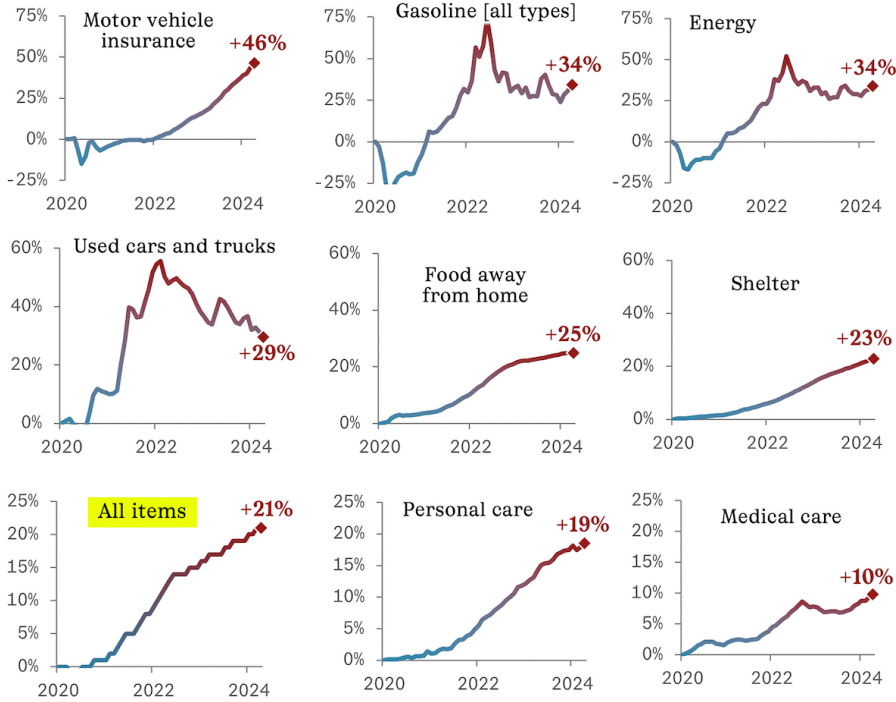 Motor vehicle
insurance
75%
50%
25%
0%
-25%
+46%
2020 2022 2024
Gasoline [all types]
75%
50%
25%
0%
-25%
+34%
2020 2022 2024
Energy
75%
50%
25%
0%
-25%
+34%
2020 2022 2024
Used cars and trucks
60%
40%
20%
0%
+29%
2020 2022 2024
Food away
from home
60%
40%
20%
0%
+25%
2020 2022 2024
Shelter
60%
40%
20%
0%
+23%
2020 2022 2024
All items
25%
20%
15%
10%
5%
0%
+21%
2020 2022 2024
Personal care
25%
20%
15%
10%
5%
0%
+19%
2020 2022 2024
Medical care
25%
20%
15%
10%
5%
0%
+10%
2020 2022 2024